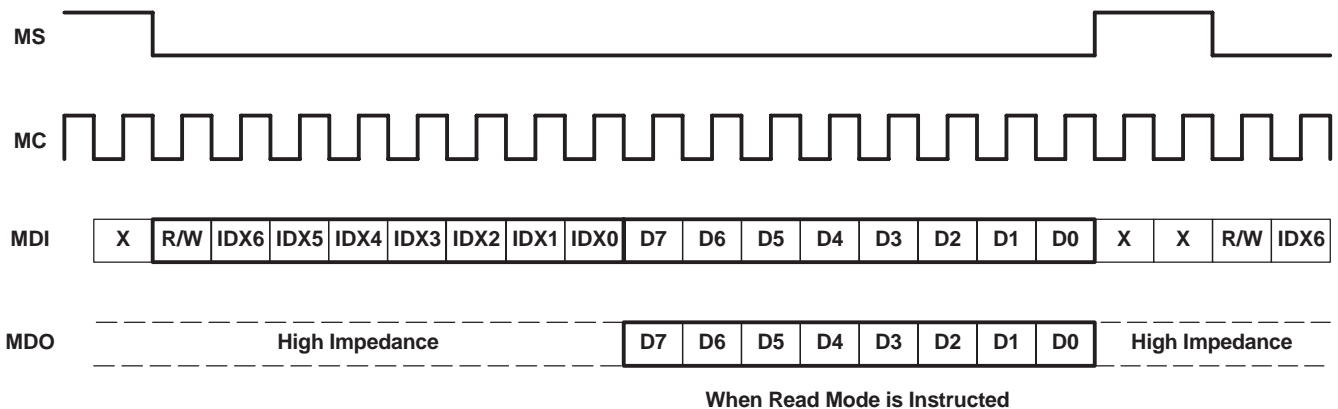 MS
MC
MDI X R/W IDX6 IDX5 IDX4 IDX3 IDX2 IDX1 IDX0 D7 D6 D5 D4 D3 D2 D1 D0 X X R/W IDX6
MDO High Impedance D7 D6 D5 D4 D3 D2 D1 D0 High Impedance
When Read Mode is Instructed